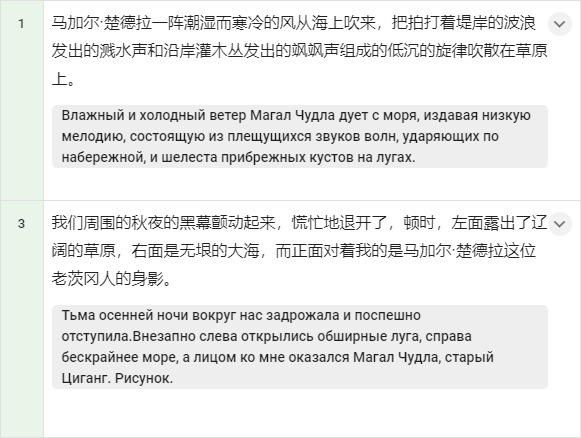 1
马加尔·楚德拉一阵潮湿而寒冷的风从海上吹来，把拍打着堤岸的波浪
发出的溅水声和沿岸灌木丛发出的飒飒声组成的低沉的旋律吹散在草原
上。
Влажный и холодный ветер Магал Чудла дует с моря, издавая низкую
мелодию, состоящую из плещущихся звуков волн, ударяющих по
набережной, и шелеста прибрежных кустов на лугах.
3
我们周围的秋夜的黑幕颤动起来，慌忙地退开了，顿时，左面露出了辽
阔的草原，右面是无垠的大海，而正面对着我的是马加尔·楚德拉这位
老茨冈人的身影。
Тьма осенней ночи вокруг нас задрожала и поспешно
отступила.Внезапно слева открылись обширные луга, справа
бескрайнее море, а лицом ко мне оказался Магал Чудла, старый
Циганг. Рисунок.